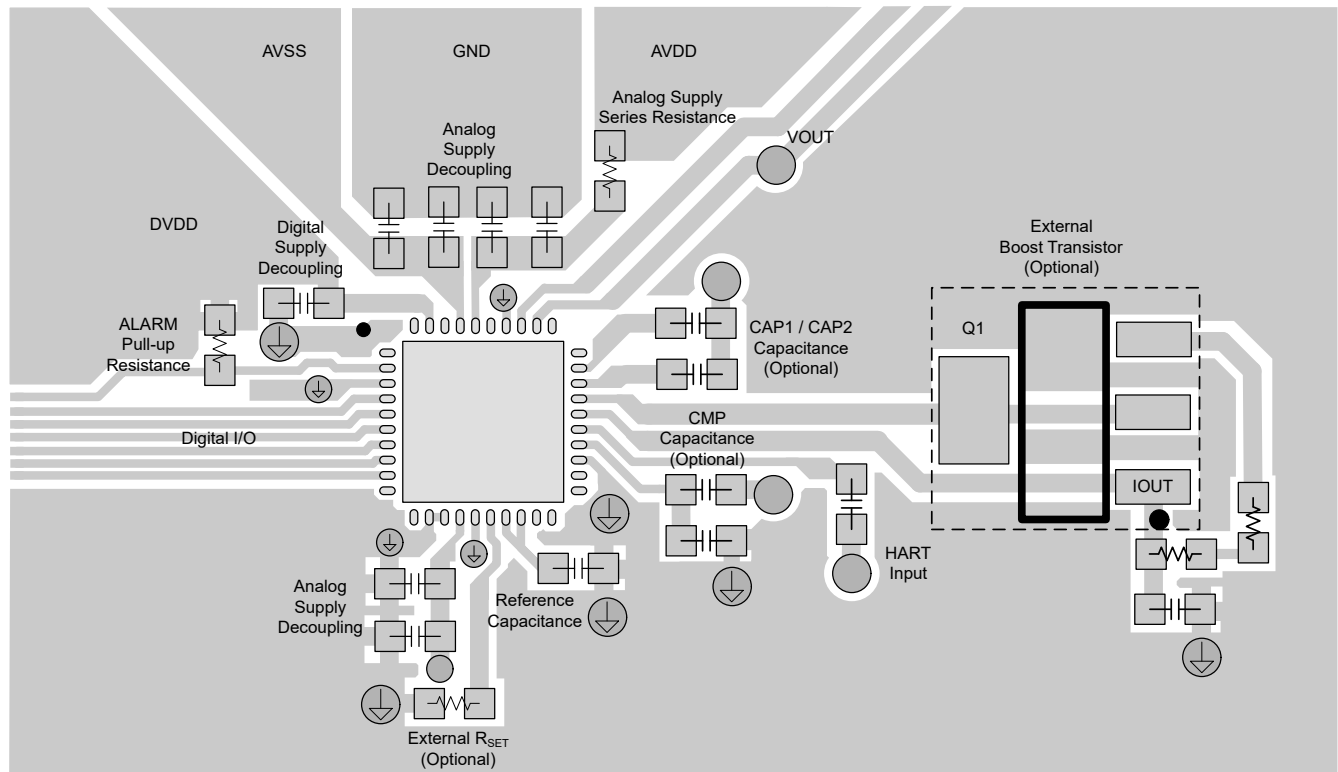 AVSS
GND
AVDD
Analog Supply
Series Resistance
Analog
Supply
Decoupling
VOUT
DVDD
Digital
Supply
Decoupling
External
Boost Transistor
(Optional)
ALARM
Pull-up
Resistance
CAP1 / CAP2
Capacitance
(Optional)
Q1
Digital I/O
CMP
Capacitance
(Optional)
IOUT
HART
Input
Analog
Supply
Decoupling
Reference
Capacitance
External RSET
(Optional)